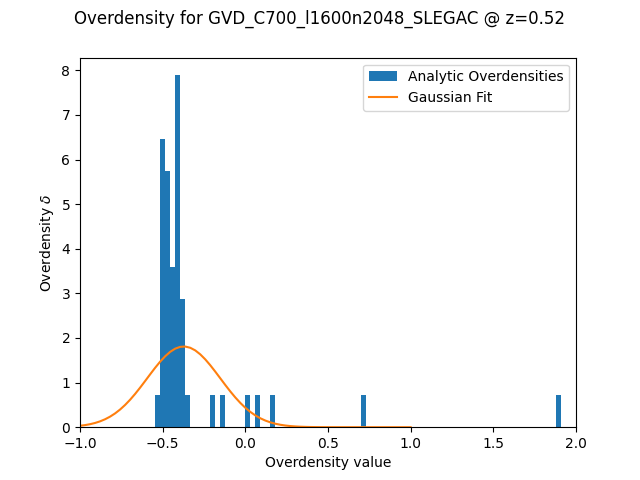 Overdensity for GVD_C700_l1600n2048_SLEGAC @ z=0.52
Analytic Overdensities
Gaussian Fit
Overdensity δ
8
7
6
5
4
3
2
1
0
−1.0 −0.5 0.0 0.5 1.0 1.5 2.0
Overdensity value